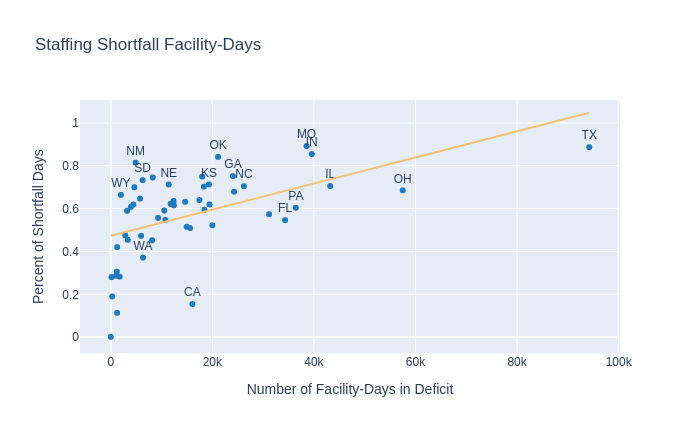 Staffing Shortfall Facility-Days
Percent of Shortfall Days
1
0.8
0.6
0.4
0.2
0
MO
IN
TX
OK
NM
GA
SD
NE
KS
NC
IL
OH
WY
PA
FL
WA
CA
0
20k
40k
60k
80k
100k
Number of Facility-Days in Deficit